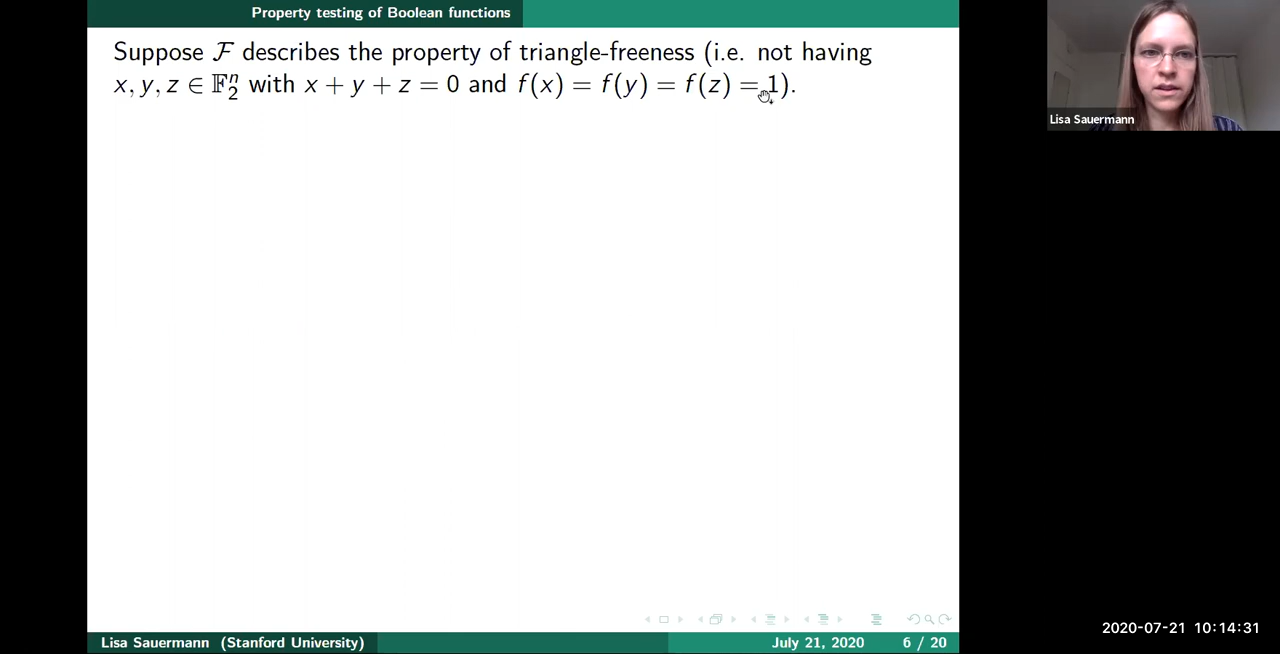 Property testing of Boolean functions
Suppose ℱ describes the property of triangle-freeness (i.e. not having
x, y, z ∈ 𝔽₂ⁿ with x + y + z = 0 and f(x) = f(y) = f(z) = 1).
Lisa Sauermann
Lisa Sauermann (Stanford University)
July 21, 2020
6 / 20
2020-07-21 10:14:31